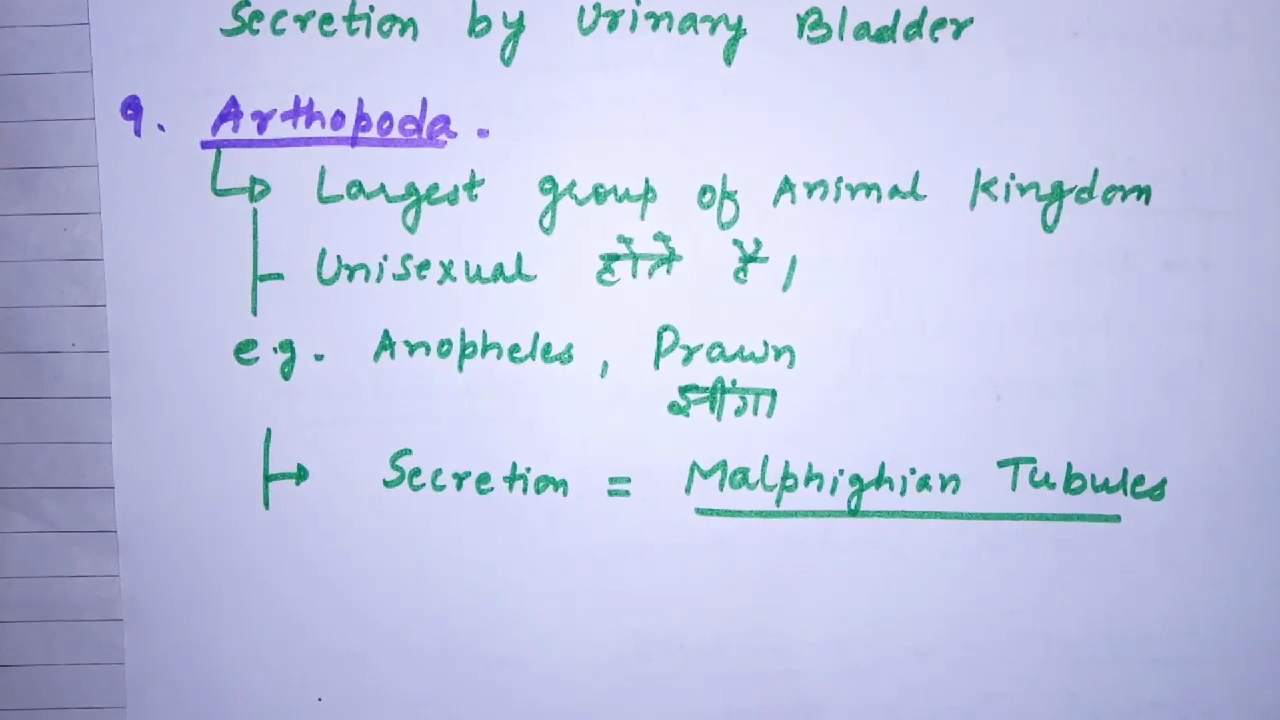 Secretion by Urinary Bladder
9. Arthopoda.
Largest group of Animal Kingdom
Unisexual होते है,
e.g. Anopheles, Prawn
झींगा
Secretion = Malphighian Tubules